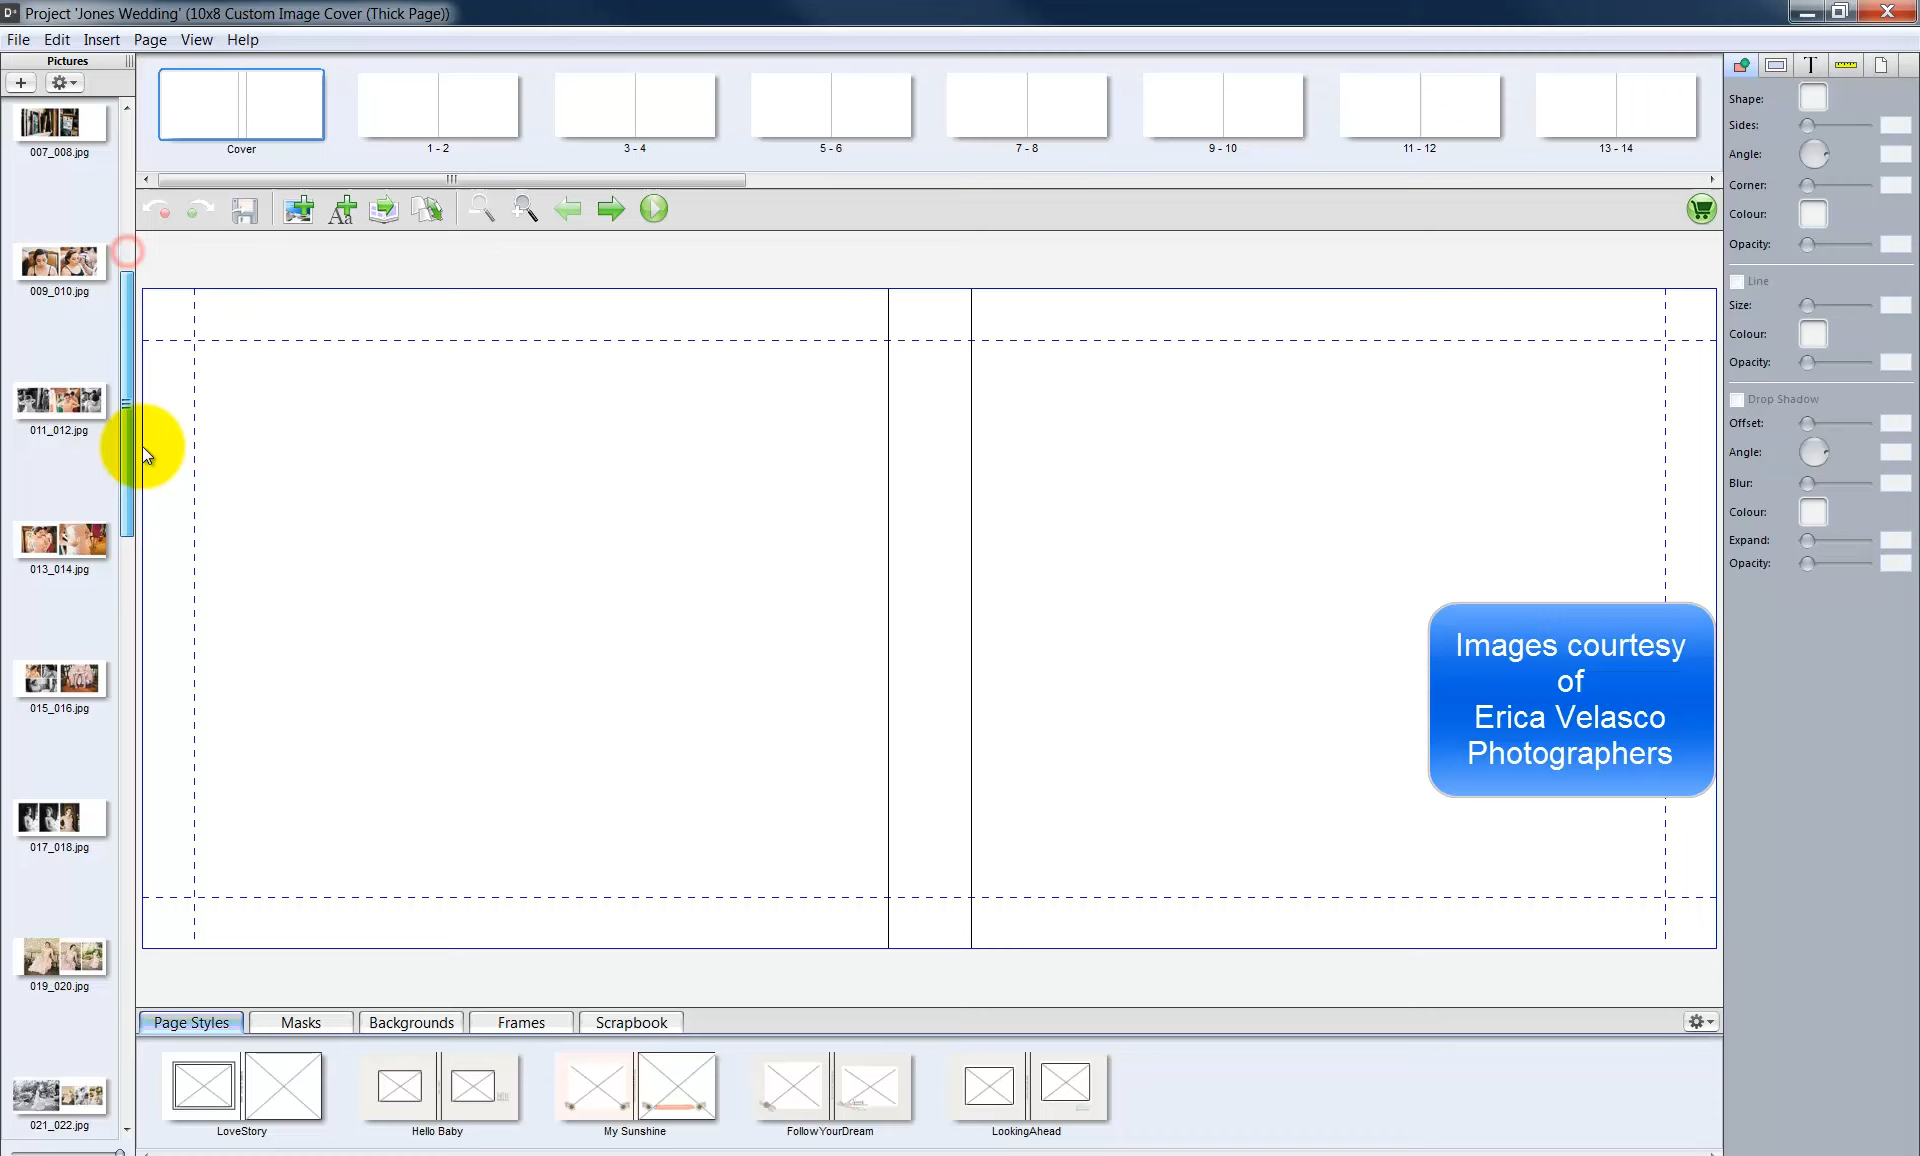 Project 'Jones Wedding' (10x8 Custom Image Cover (Thick Page))
File Edit Insert Page View Help
Pictures
007_008.jpg
009_010.jpg
011_012.jpg
013_014.jpg
015_016.jpg
017_018.jpg
019_020.jpg
021_022.jpg
Cover 1 - 2 3 - 4 5 - 6 7 - 8 9 - 10 11 - 12 13 - 14
Aa
Images courtesy
of
Erica Velasco
Photographers
Page Styles Masks Backgrounds Frames Scrapbook
LoveStory Hello Baby My Sunshine FollowYourDream LookingAhead
T
Shape:
Sides:
Angle:
Corner:
Colour:
Opacity:
Line
Size:
Colour:
Opacity:
Drop Shadow
Offset:
Angle:
Blur:
Colour:
Expand:
Opacity: